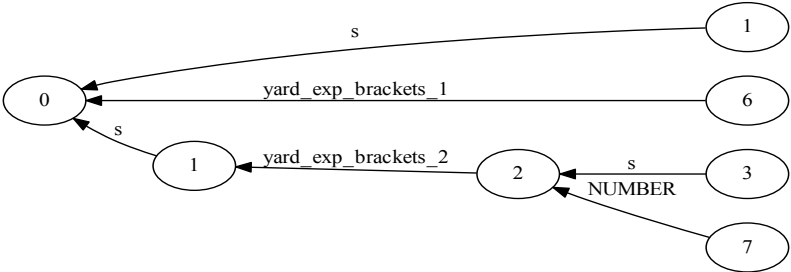 1
s
0
yard_exp_brackets_1
6
s
1
yard_exp_brackets_2
2
s
3
NUMBER
7